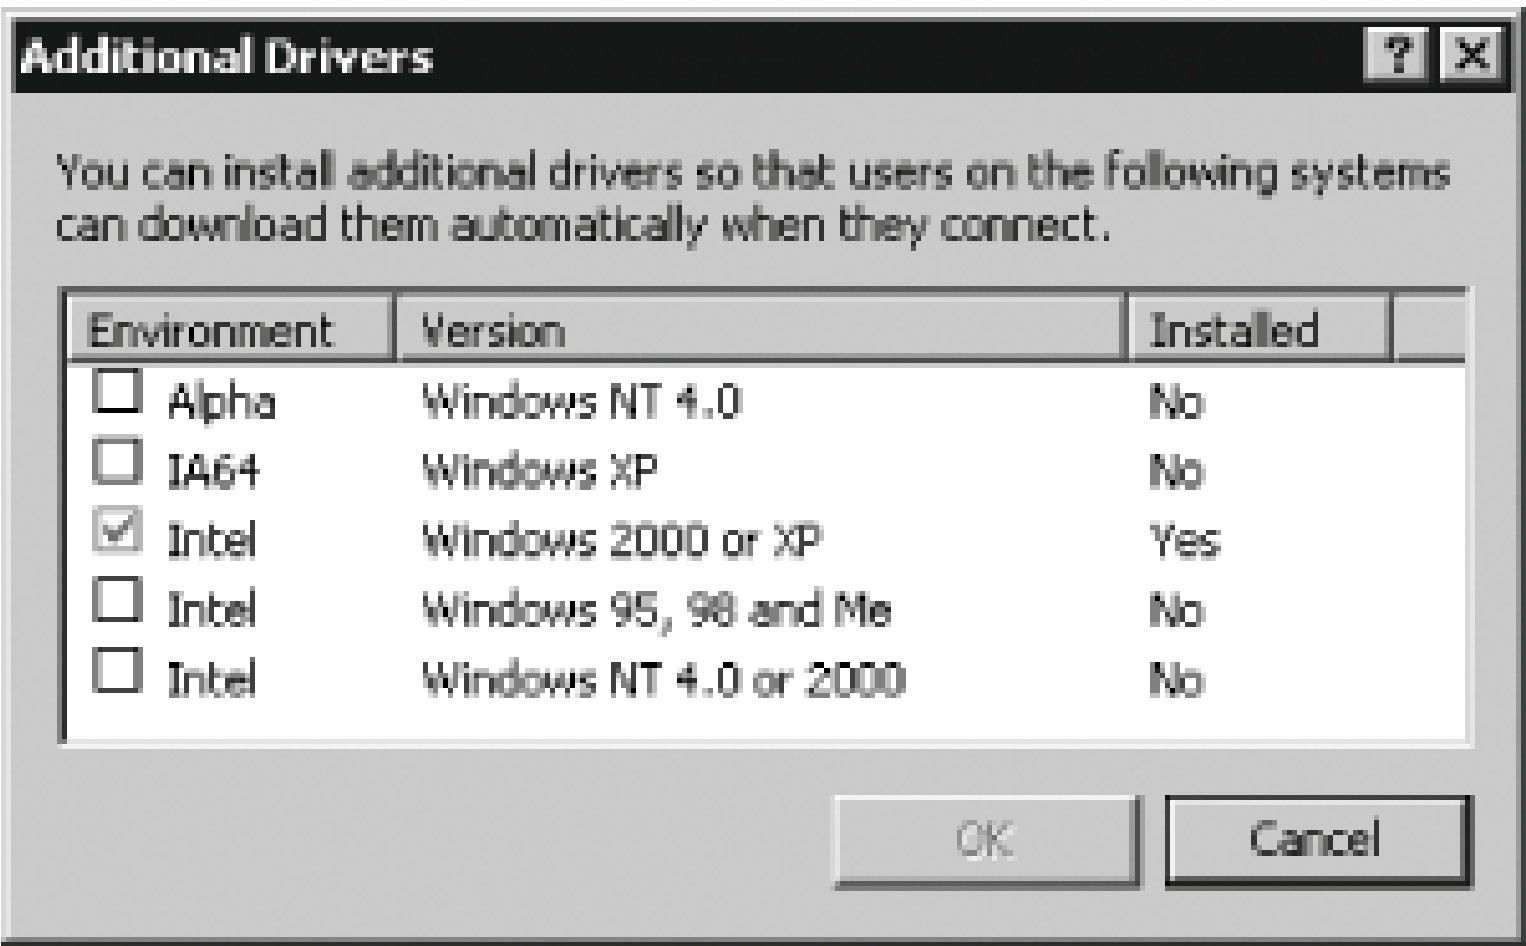 Additional Drivers
You can install additional drivers so that users on the following systems
can download them automatically when they connect.
Environment Version Installed
Alpha Windows NT 4.0 No
IA64 Windows XP No
Intel Windows 2000 or XP Yes
Intel Windows 95, 98 and Me No
Intel Windows NT 4.0 or 2000 No
OK Cancel